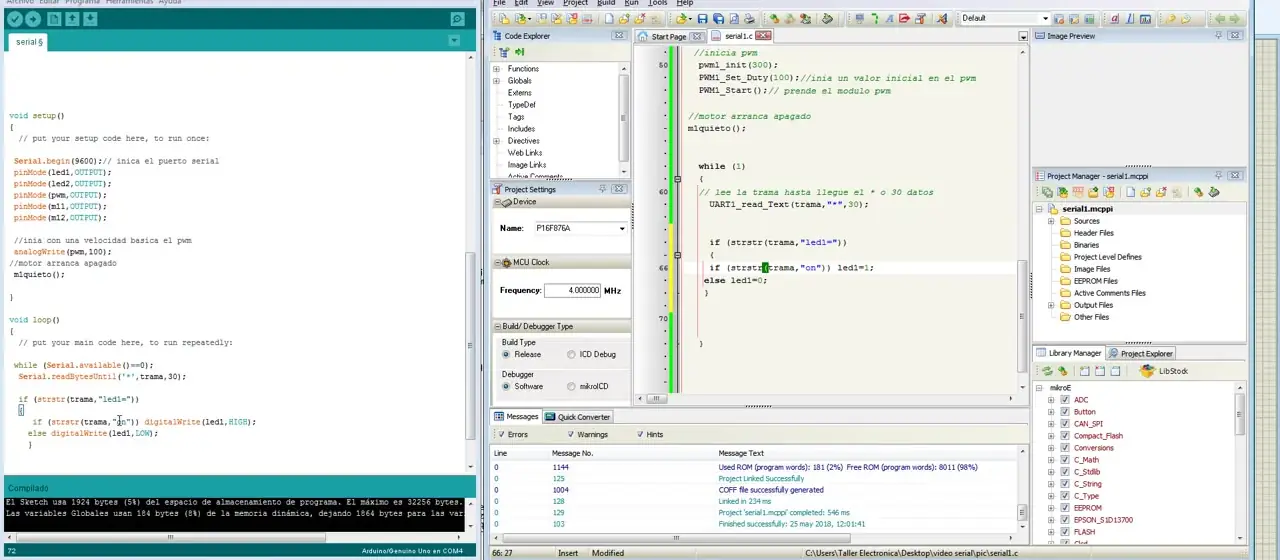 Archivo Editar Programa Herramientas Ayuda
serial §
void setup()
{
// put your setup code here, to run once:
Serial.begin(9600);// inica el puerto serial
pinMode(led1,OUTPUT);
pinMode(led2,OUTPUT);
pinMode(pwm,OUTPUT);
pinMode(m11,OUTPUT);
pinMode(m12,OUTPUT);
//inia con una velocidad basica el pwm
analogWrite(pwm,100);
//motor arranca apagado
m1quieto();
}
void loop()
{
// put your main code here, to run repeatedly:
while (Serial.available()==0);
Serial.readBytesUntil('*',trama,30);
if (strstr(trama,"led1="))
{
if (strstr(trama,"on")) digitalWrite(led1,HIGH);
else digitalWrite(led1,LOW);
}
Compilado
El Sketch usa 1924 bytes (5%) del espacio de almacenamiento de programa. El máximo es 32256 bytes.
Las variables Globales usan 184 bytes (8%) de la memoria dinámica, dejando 1864 bytes para las var
72
Arduino/Genuino Uno en COM4
File Edit View Project Build Run Tools Help
Default
Code Explorer
Functions
Globals
Externs
TypeDef
Tags
Includes
Directives
Web Links
Image Links
Active Comments
Project Settings
Device
Name: P16F876A
MCU Clock
Frequency: 4.000000 MHz
Build/ Debugger Type
Build Type
Release ICD Debug
Debugger
Software mikroICD
Start Page serial1.c
//inicia pwm
50 pwm1_init(300);
PWM1_Set_Duty(100);//inia un valor inicial en el pwm
PWM1_Start();// prende el modulo pwm
//motor arranca apagado
m1quieto();
while (1)
{
60 // lee la trama hasta llegue el * o 30 datos
UART1_read_Text(trama,"*",30);
if (strstr(trama,"led1="))
{
66 if (strstr(trama,"on")) led1=1;
else led1=0;
}
70
}
Image Preview
Project Manager - serial1.mcppi
serial1.mcppi
Sources
Header Files
Binaries
Project Level Defines
Image Files
EEPROM Files
Active Comments Files
Output Files
Other Files
Library Manager Project Explorer
LibStock
mikroE
ADC
Button
CAN_SPI
Compact_Flash
Conversions
C_Math
C_Stdlib
C_String
C_Type
EEPROM
EPSON_S1D13700
FLASH
Messages Quick Converter
Errors Warnings Hints
Line Message No. Message Text
0 1144 Used ROM (program words): 181 (2%) Free ROM (program words): 8011 (98%)
0 125 Project Linked Successfully
0 1004 COFF file successfully generated
0 128 Linked in 234 ms
0 129 Project 'serial1.mcppi' completed: 546 ms
0 103 Finished successfully: 25 may 2018, 12:01:41
66: 27 Insert Modified C:\Users\Taller Electronica\Desktop\video serial\pic\serial1.c